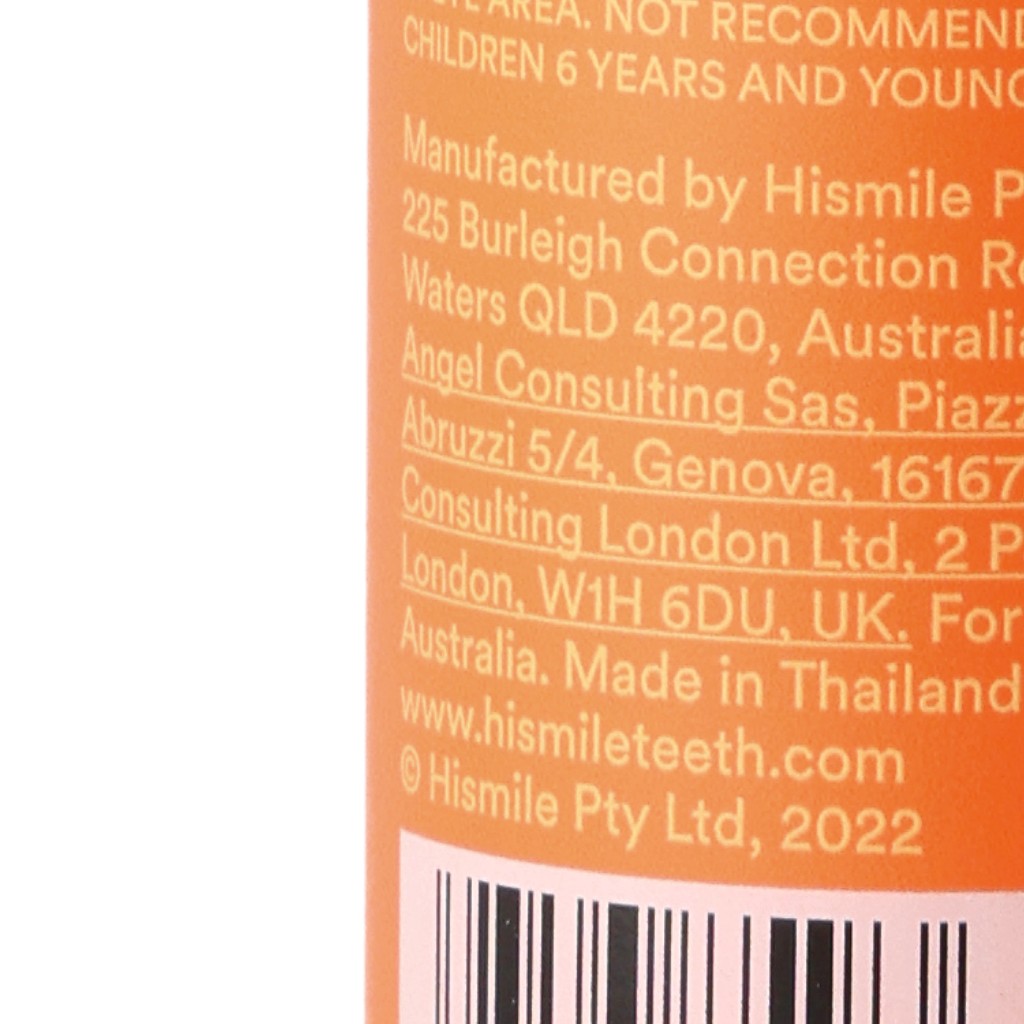 AREA. NOT RECOMMEND
CHILDREN 6 YEARS AND YOUNG
Manufactured by Hismile P
225 Burleigh Connection Ro
Waters QLD 4220, Australia
Angel Consulting Sas, Piazz
Abruzzi 5/4, Genova, 16167
Consulting London Ltd, 2 P
London, W1H 6DU, UK. For
Australia. Made in Thailand
www.hismileteeth.com
© Hismile Pty Ltd, 2022